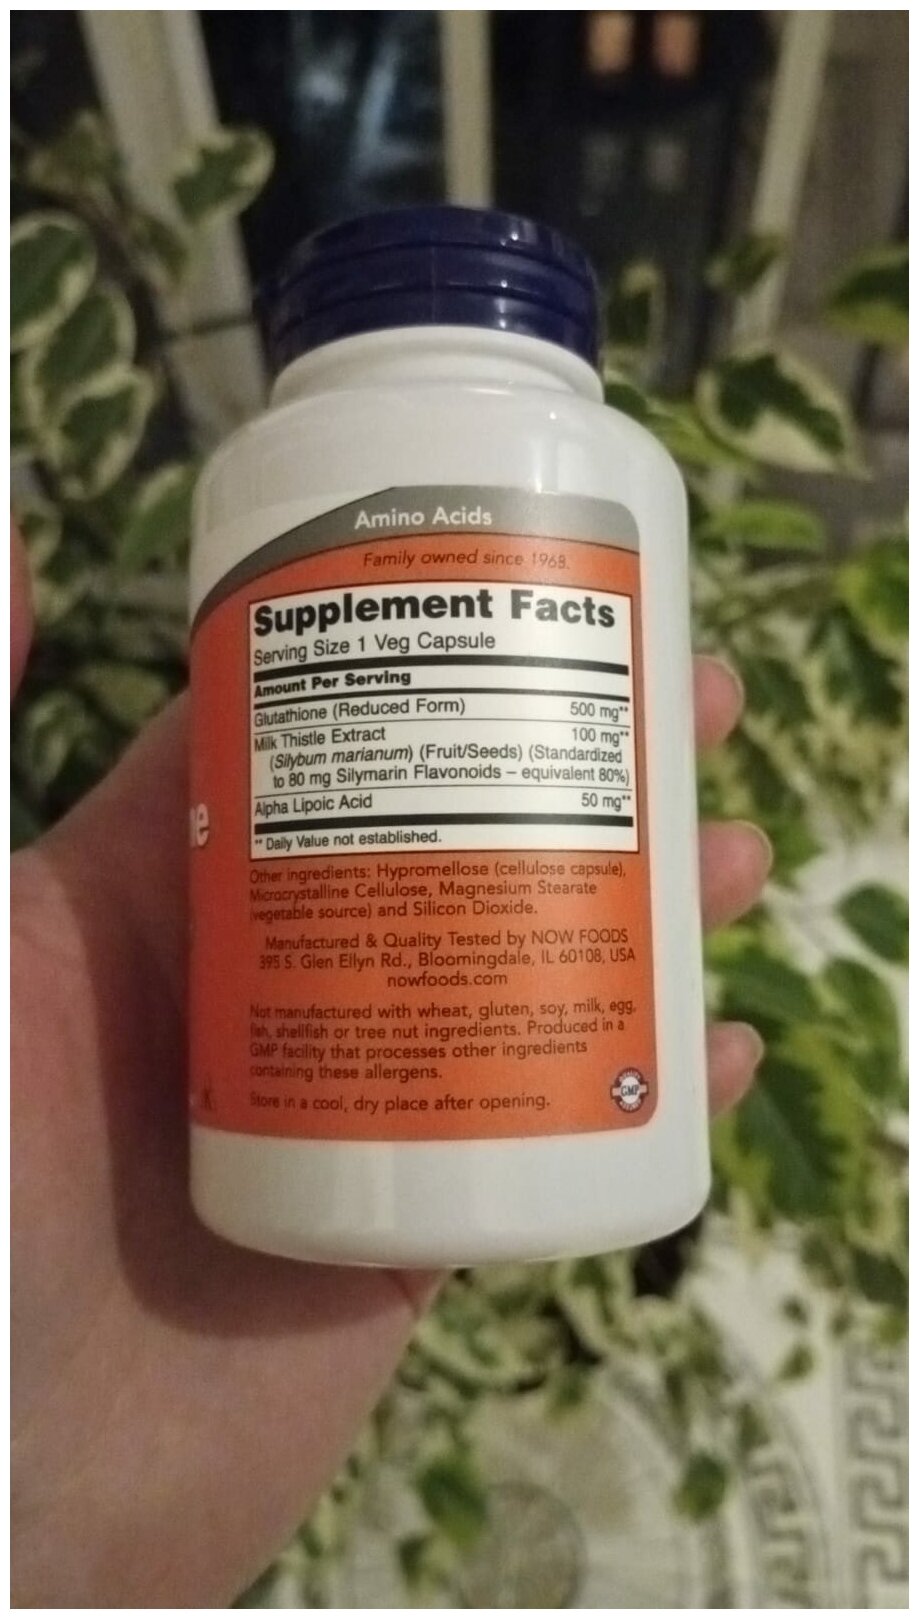 Amino Acids
Family owned since 1968.
Supplement Facts
Serving Size 1 Veg Capsule
Amount Per Serving
Glutathione (Reduced Form) 500 mg**
Milk Thistle Extract 100 mg**
(Silybum marianum) (Fruit/Seeds) (Standardized
to 80 mg Silymarin Flavonoids – equivalent 80%)
Alpha Lipoic Acid 50 mg**
** Daily Value not established.
Other ingredients: Hypromellose (cellulose capsule),
Microcrystalline Cellulose, Magnesium Stearate
(vegetable source) and Silicon Dioxide.
Manufactured & Quality Tested by NOW FOODS
395 S. Glen Ellyn Rd., Bloomingdale, IL 60108, USA
nowfoods.com
Not manufactured with wheat, gluten, soy, milk, egg,
fish, shellfish or tree nut ingredients. Produced in a
GMP facility that processes other ingredients
containing these allergens.
Store in a cool, dry place after opening.
GMP